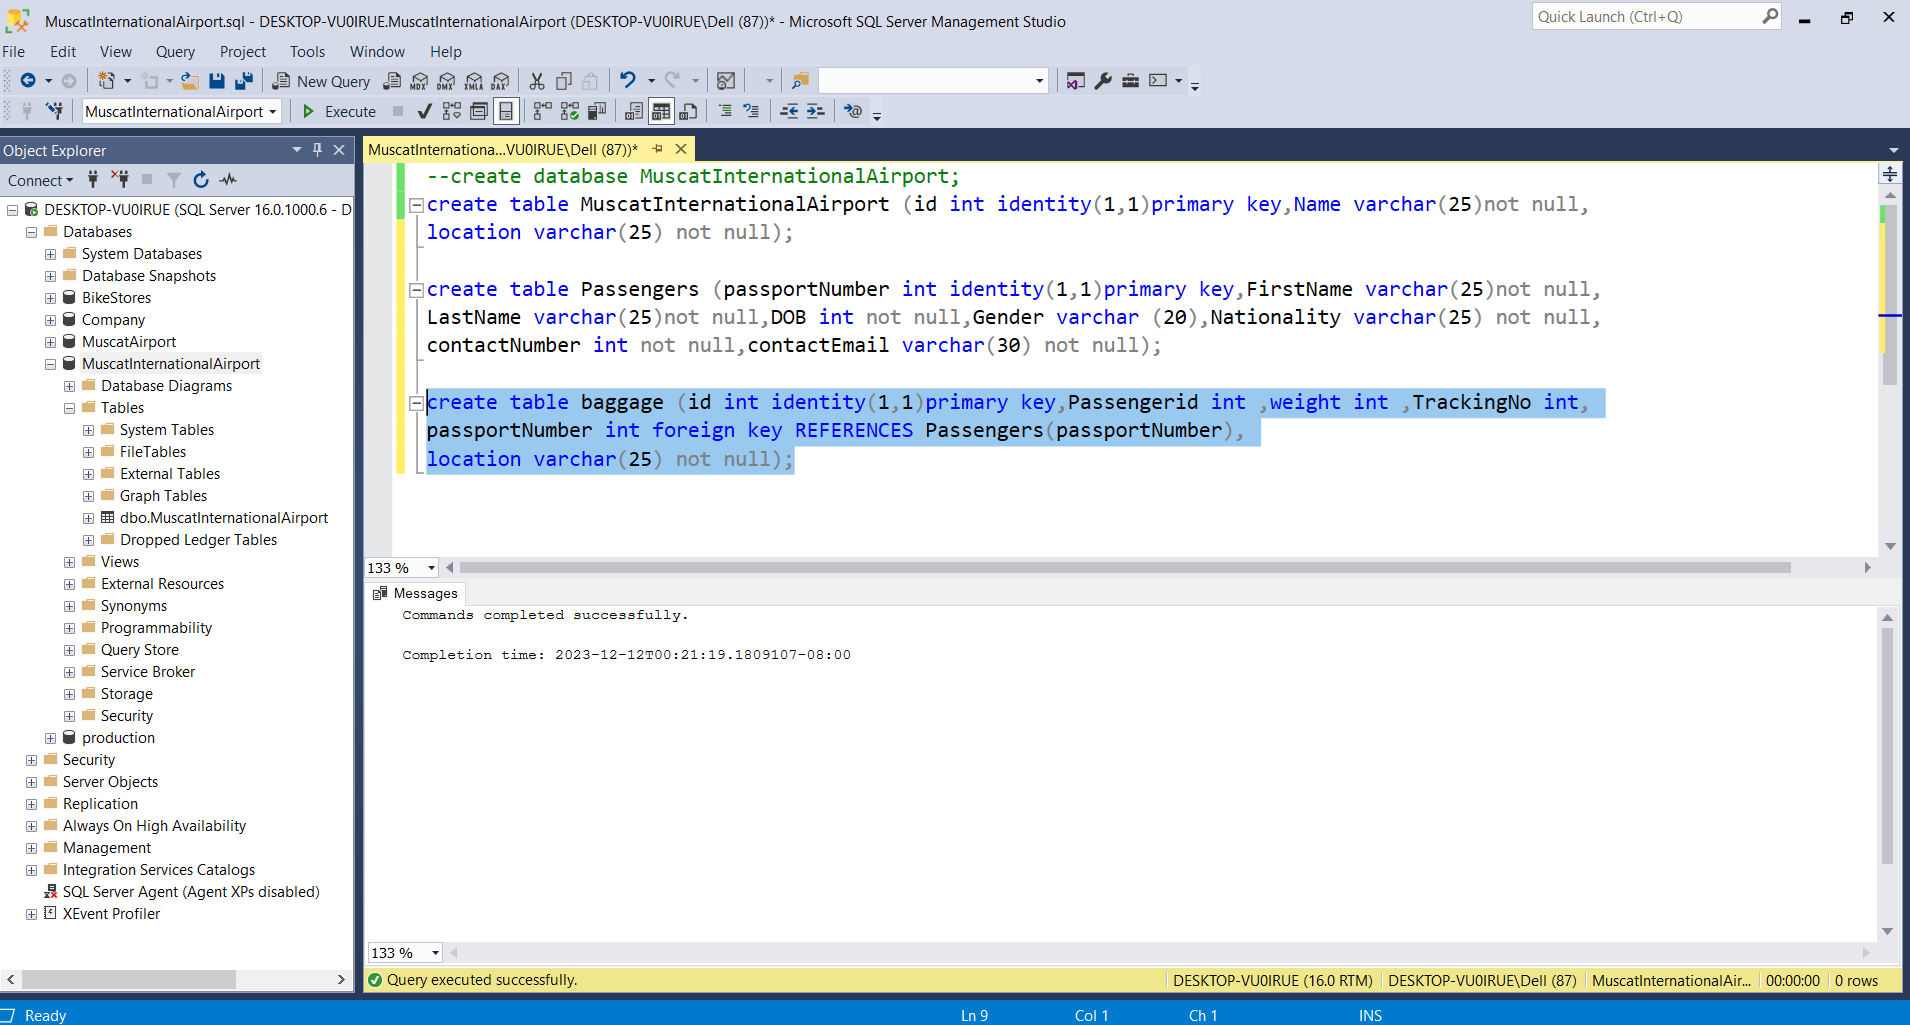 MuscatInternationalAirport.sql - DESKTOP-VU0IRUE.MuscatInternationalAirport (DESKTOP-VU0IRUE\Dell (87))* - Microsoft SQL Server Management Studio
Quick Launch (Ctrl+Q)
File Edit View Query Project Tools Window Help
New Query MDX DMX XMLA DAX
MuscatInternationalAirport Execute
Object Explorer
Connect
DESKTOP-VU0IRUE (SQL Server 16.0.1000.6 - D
Databases
System Databases
Database Snapshots
BikeStores
Company
MuscatAirport
MuscatInternationalAirport
Database Diagrams
Tables
System Tables
FileTables
External Tables
Graph Tables
dbo.MuscatInternationalAirport
Dropped Ledger Tables
Views
External Resources
Synonyms
Programmability
Query Store
Service Broker
Storage
Security
production
Security
Server Objects
Replication
Always On High Availability
Management
Integration Services Catalogs
SQL Server Agent (Agent XPs disabled)
XEvent Profiler
MuscatInternationa...VU0IRUE\Dell (87))*
--create database MuscatInternationalAirport;
create table MuscatInternationalAirport (id int identity(1,1)primary key,Name varchar(25)not null,
location varchar(25) not null);
create table Passengers (passportNumber int identity(1,1)primary key,FirstName varchar(25)not null,
LastName varchar(25)not null,DOB int not null,Gender varchar (20),Nationality varchar(25) not null,
contactNumber int not null,contactEmail varchar(30) not null);
create table baggage (id int identity(1,1)primary key,Passengerid int ,weight int ,TrackingNo int,
passportNumber int foreign key REFERENCES Passengers(passportNumber),
location varchar(25) not null);
133 %
Messages
Commands completed successfully.
Completion time: 2023-12-12T00:21:19.1809107-08:00
133 %
Query executed successfully.
DESKTOP-VU0IRUE (16.0 RTM) DESKTOP-VU0IRUE\Dell (87) MuscatInternationalAir... 00:00:00 0 rows
Ready Ln 9 Col 1 Ch 1 INS